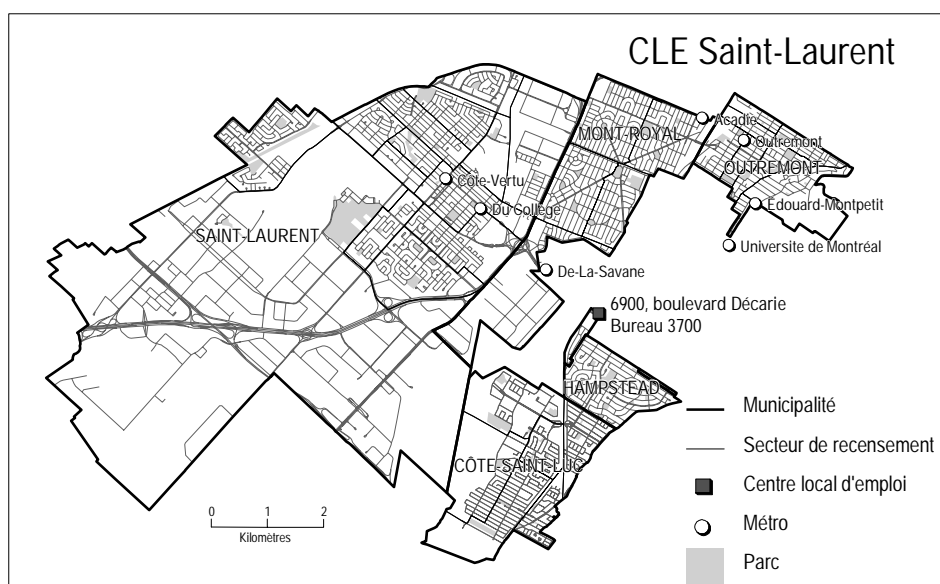 CLE Saint-Laurent
Acadie
MONT-ROYAL
Outremont
OUTREMONT
Côte-Vertu
Édouard-Montpetit
Du Collège
SAINT-LAURENT
Universite de Montréal
De-La-Savane
6900, boulevard Décarie
Bureau 3700
HAMPSTEAD
Municipalité
Secteur de recensement
CÔTE-SAINT-LUC
Centre local d'emploi
0 1 2
Kilomètres
Métro
Parc